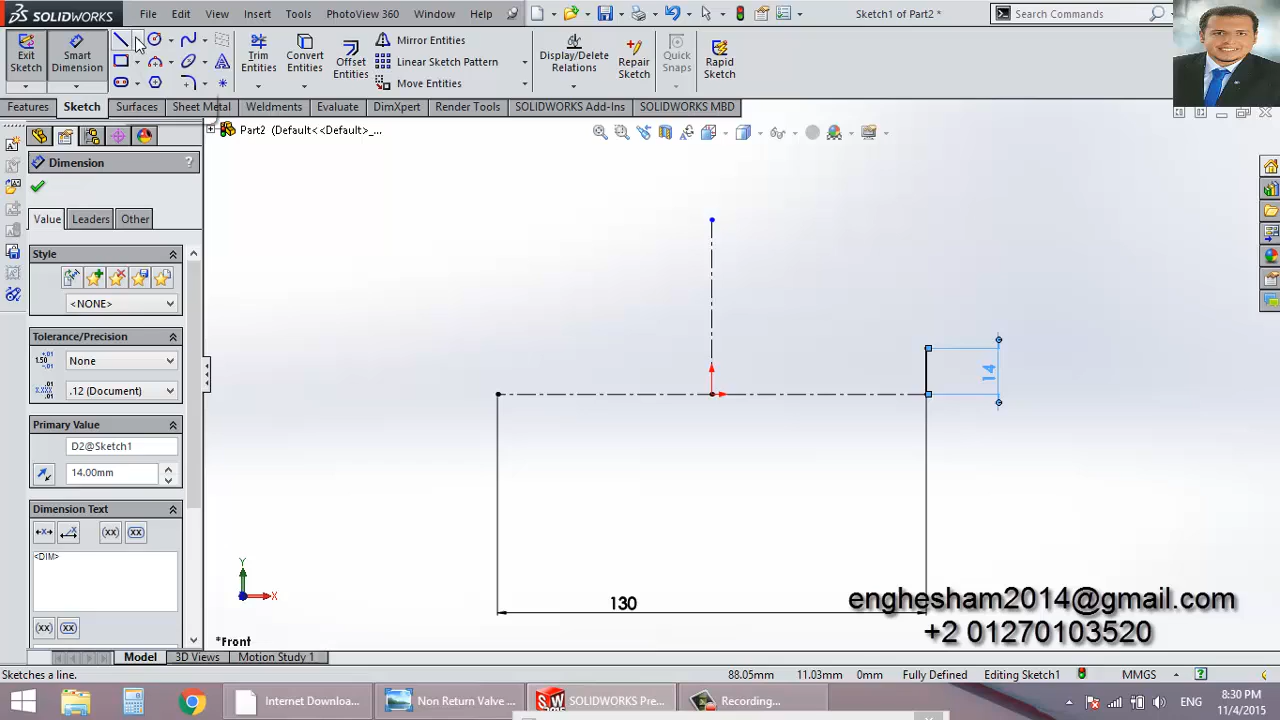 SOLIDWORKS File Edit View Insert Tools PhotoView 360 Window Help Sketch1 of Part2 * Search Commands
Exit Sketch
Smart Dimension
Trim Entities
Convert Entities
Offset Entities
Mirror Entities
Linear Sketch Pattern
Move Entities
Display/Delete Relations
Repair Sketch
Quick Snaps
Rapid Sketch
Features Sketch Surfaces Sheet Metal Weldments Evaluate DimXpert Render Tools SOLIDWORKS Add-Ins SOLIDWORKS MBD
Part2 (Default<<Default>_...
Dimension ?
Value Leaders Other
Style
<NONE>
Tolerance/Precision
None
.12 (Document)
Primary Value
D2@Sketch1
14.00mm
Dimension Text
(xx) (xx)
<DIM>
(xx) (xx)
14
130
Y
X
*Front
enghesham2014@gmail.com
+2 01270103520
Model 3D Views Motion Study 1
Sketches a line. 88.05mm 11.03mm 0mm Fully Defined Editing Sketch1 MMGS
Internet Downloa... Non Return Valve ... SOLIDWORKS Pre... Recording... ENG 8:30 PM
11/4/2015